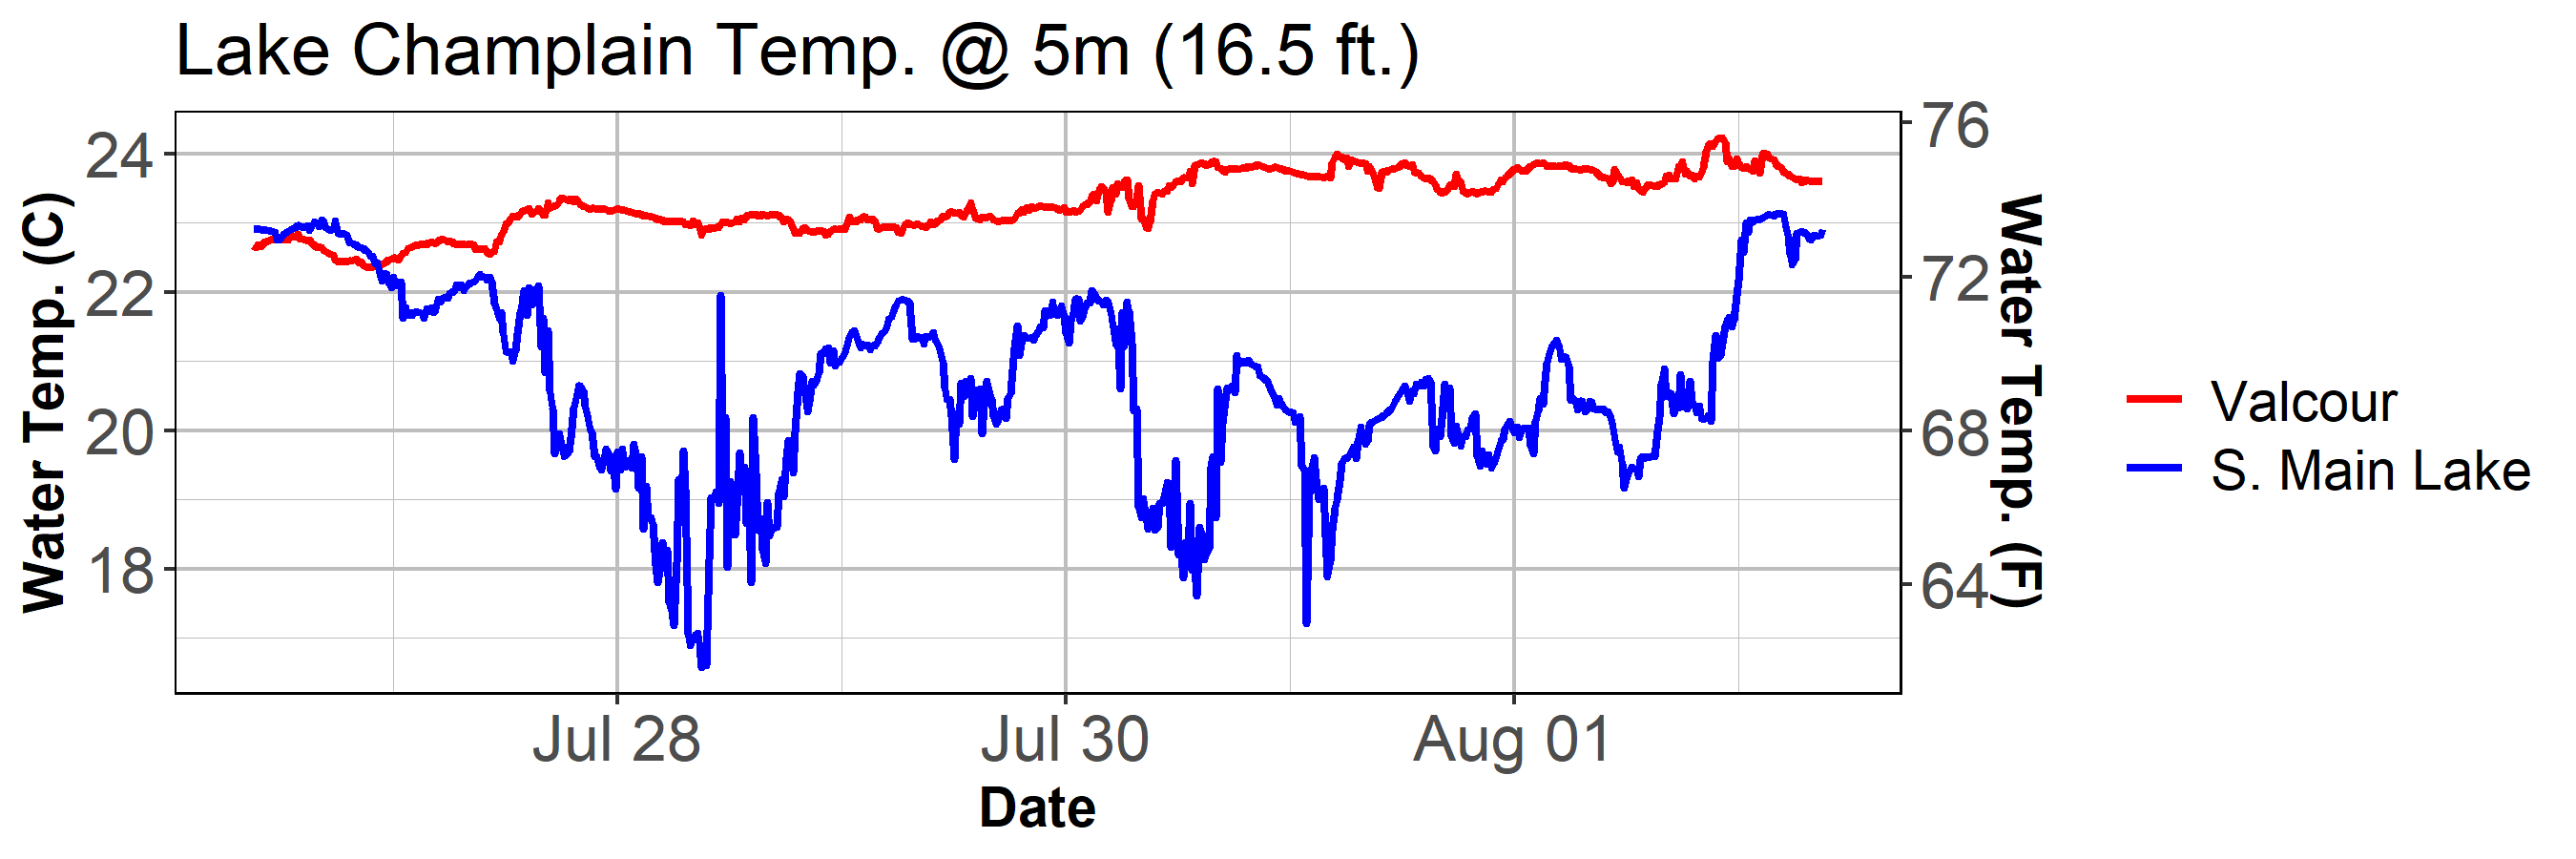 Lake Champlain Temp. @ 5m (16.5 ft.)
Water Temp. (C)
24
22
20
18
76
72
68
64
Water Temp. (F)
Jul 28
Jul 30
Aug 01
Date
Valcour
S. Main Lake